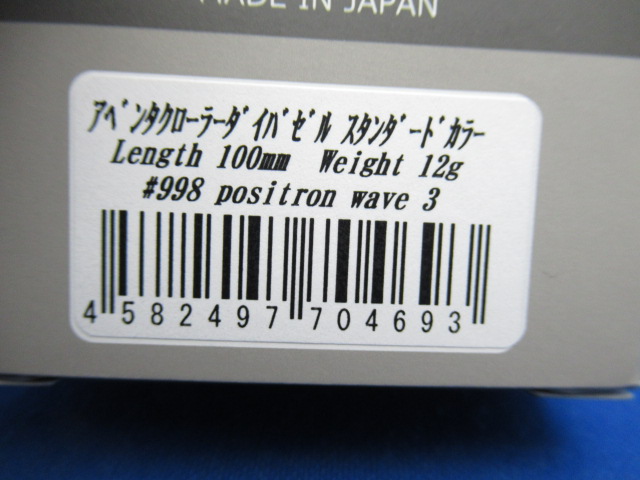 MADE IN JAPAN
ｱﾍﾞﾝﾀｸﾛｰﾗｰﾀﾞｲﾊﾞｾﾞﾙ ｽﾀﾝﾀﾞｰﾄﾞｶﾗｰ
Length 100mm Weight 12g
#998 positron wave 3
4 582497 704693